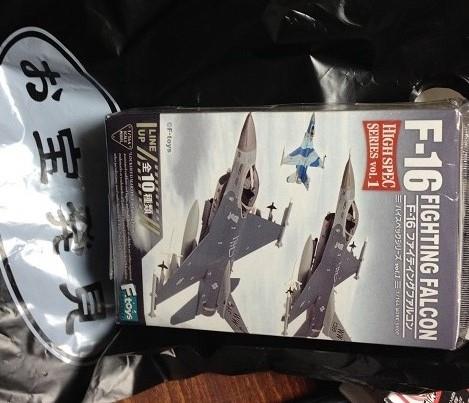 お宝発見
F-16 FIGHTING FALCON
F-16 ファイティングファルコン
HIGH SPEC
SERIES vol.1
ハイスペックシリーズ vol.1
©F-toys
LINE
UP
全10種類
F-toys